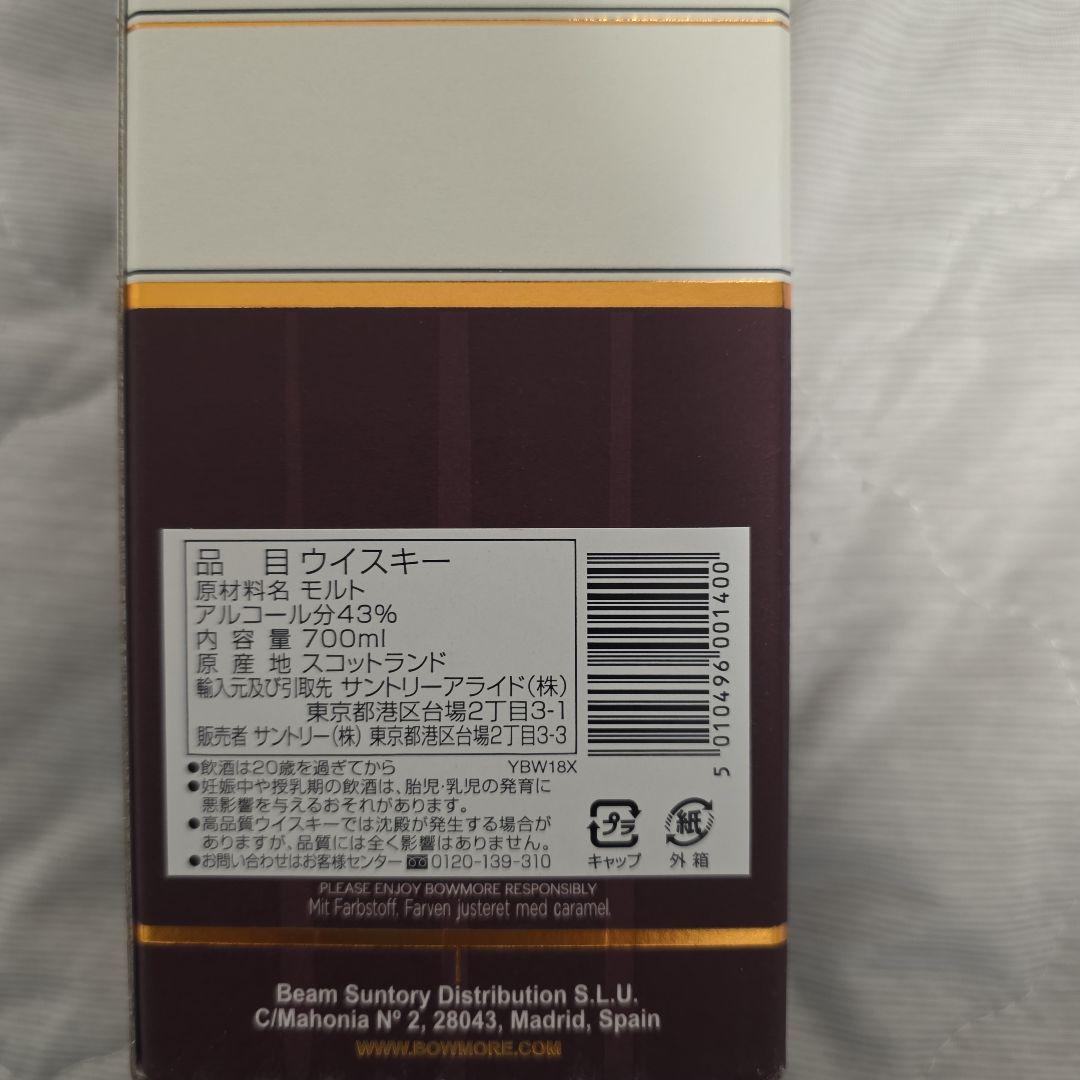 品 目 ウイスキー
原材料名 モルト
アルコール分43%
内 容 量 700ml
原 産 地 スコットランド
輸入元及び引取先 サントリーアライド(株)
東京都港区台場2丁目3-1
販売者 サントリー(株) 東京都港区台場2丁目3-3
●飲酒は20歳を過ぎてから YBW18X
●妊娠中や授乳期の飲酒は、胎児・乳児の発育に
悪影響を与えるおそれがあります。
●高品質ウイスキーでは沈殿が発生する場合が
ありますが、品質には全く影響はありません。
●お問い合わせはお客様センター 0120-139-310
5 010496 001400
プラ
キャップ
紙
外箱
PLEASE ENJOY BOWMORE RESPONSIBLY
Mit Farbstoff, Farven justeret med caramel.
Beam Suntory Distribution S.L.U.
C/Mahonia Nº 2, 28043, Madrid, Spain
WWW.BOWMORE.COM